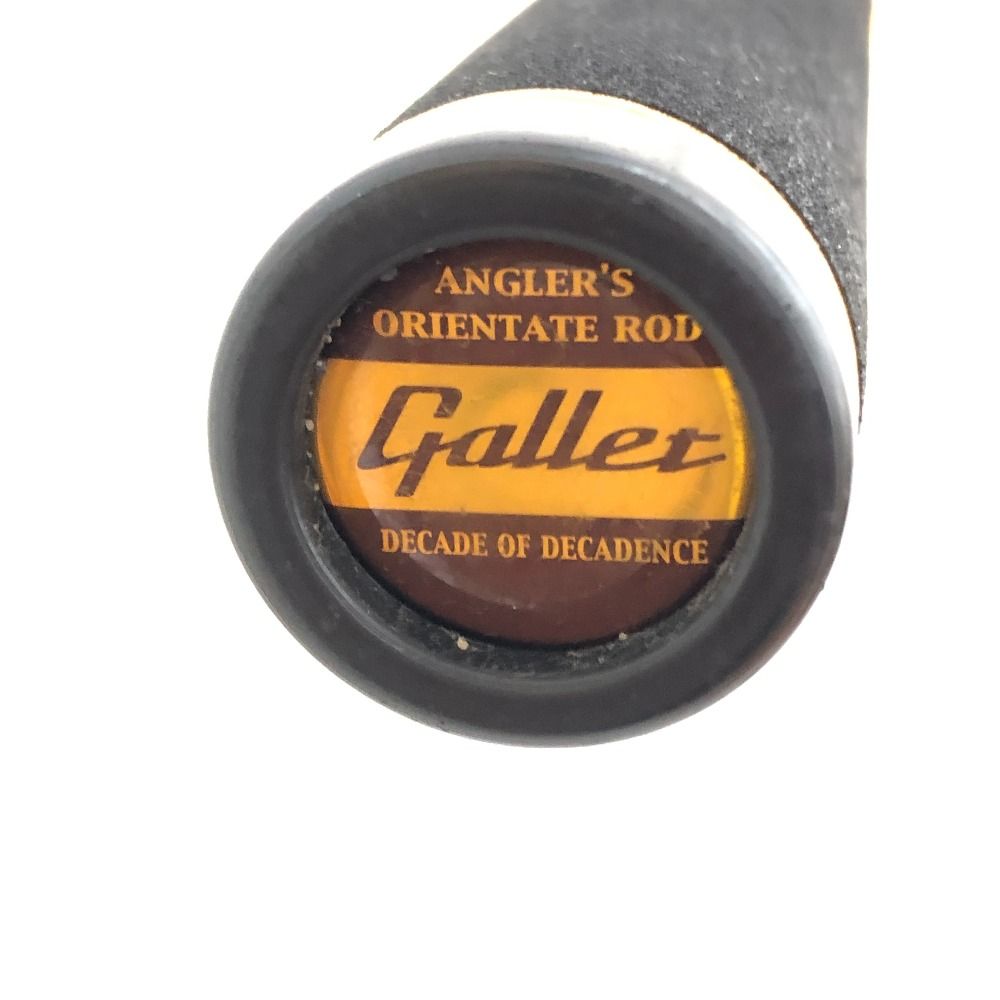 ANGLER'S
ORIENTATE ROD
Galler
DECADE OF DECADENCE